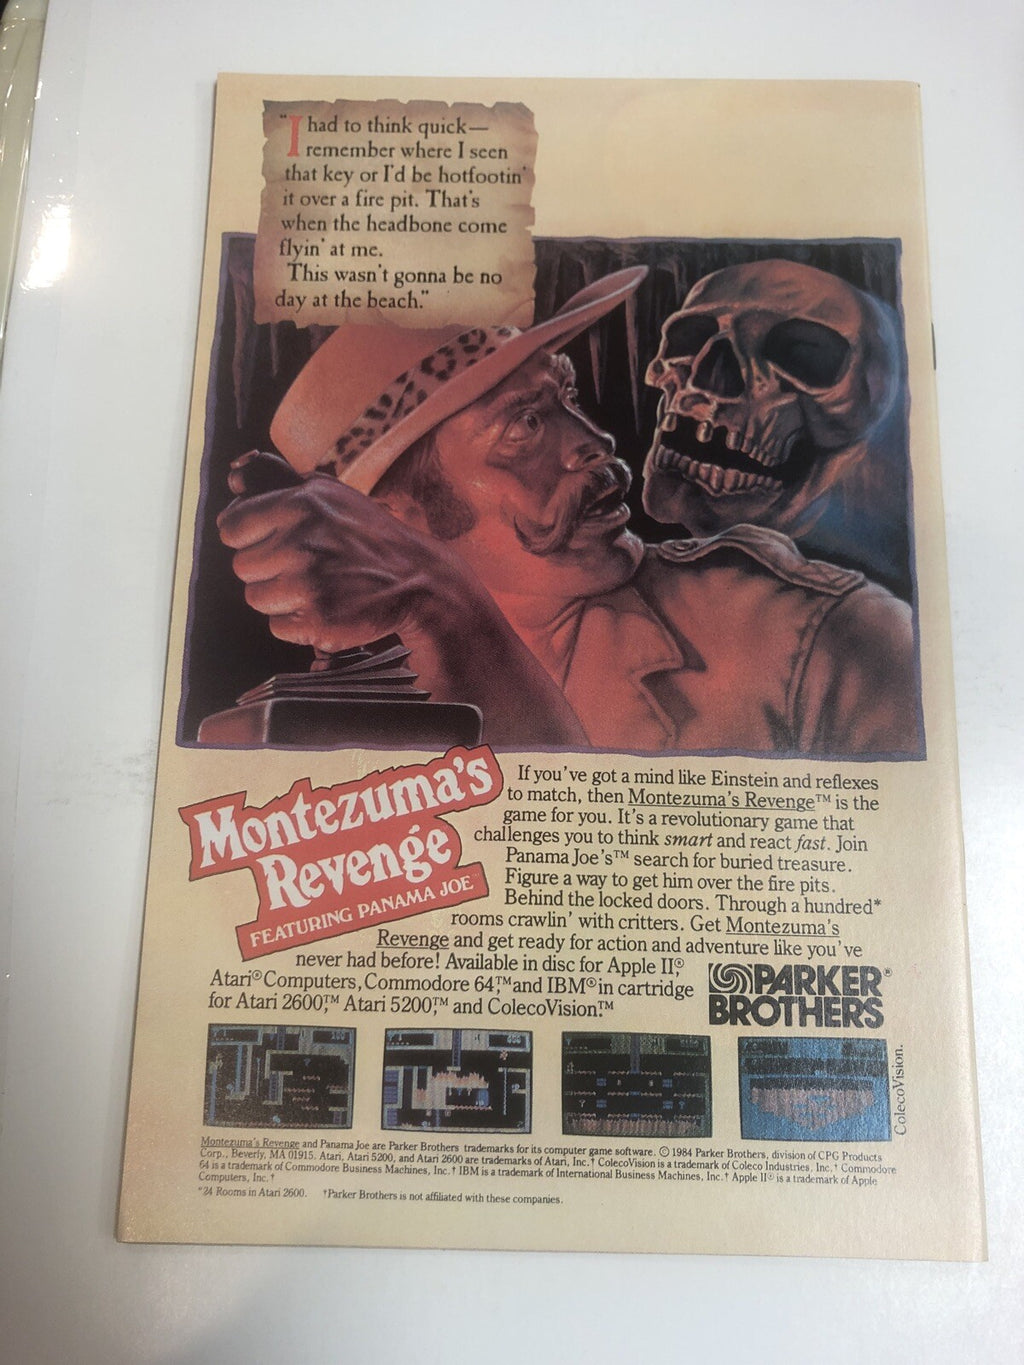 "I had to think quick—
remember where I seen
that key or I'd be hotfootin'
it over a fire pit. That's
when the headbone come
flyin' at me.
This wasn't gonna be no
day at the beach."
Montezuma's
Revenge
FEATURING PANAMA JOE™
If you've got a mind like Einstein and reflexes
to match, then Montezuma's Revenge™ is the
game for you. It's a revolutionary game that
challenges you to think smart and react fast. Join
Panama Joe's™ search for buried treasure.
Figure a way to get him over the fire pits.
Behind the locked doors. Through a hundred*
rooms crawlin' with critters. Get Montezuma's
Revenge and get ready for action and adventure like you've
never had before! Available in disc for Apple II,®
Atari® Computers, Commodore 64,™ and IBM® in cartridge
for Atari 2600,™ Atari 5200,™ and ColecoVision.™
PARKER®
BROTHERS
ColecoVision.
Montezuma's Revenge and Panama Joe are Parker Brothers trademarks for its computer game software. © 1984 Parker Brothers, division of CPG Products
Corp., Beverly, MA 01915. Atari, Atari 5200, and Atari 2600 are trademarks of Atari, Inc.† ColecoVision is a trademark of Coleco Industries, Inc.† Commodore
64 is a trademark of Commodore Business Machines, Inc.† IBM is a trademark of International Business Machines, Inc.† Apple II® is a trademark of Apple
Computers, Inc.†
*24 Rooms in Atari 2600. †Parker Brothers is not affiliated with these companies.